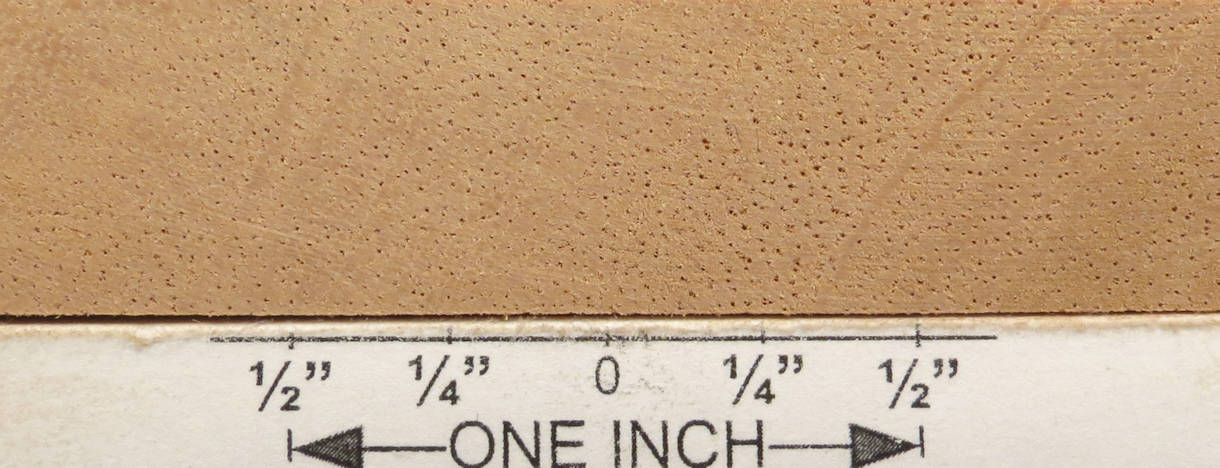 ½” ¼” 0 ¼” ½”
ONE INCH